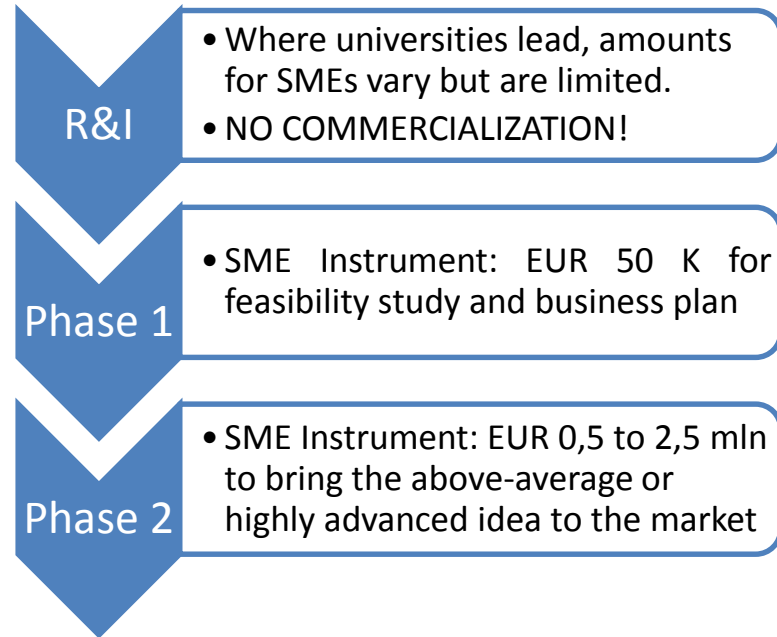 R&I
• Where universities lead, amounts
for SMEs vary but are limited.
• NO COMMERCIALIZATION!
Phase 1
• SME Instrument: EUR 50 K for
feasibility study and business plan
Phase 2
• SME Instrument: EUR 0,5 to 2,5 mln
to bring the above-average or
highly advanced idea to the market